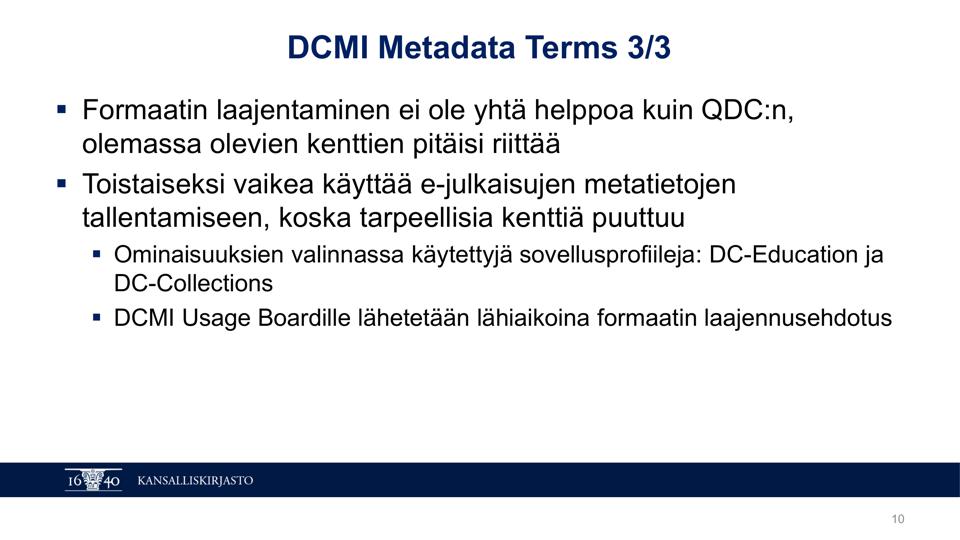 DCMI Metadata Terms 3/3
▪ Formaatin laajentaminen ei ole yhtä helppoa kuin QDC:n,
olemassa olevien kenttien pitäisi riittää
▪ Toistaiseksi vaikea käyttää e-julkaisujen metatietojen
tallentamiseen, koska tarpeellisia kenttiä puuttuu
▪ Ominaisuuksien valinnassa käytettyjä sovellusprofiileja: DC-Education ja
DC-Collections
▪ DCMI Usage Boardille lähetetään lähiaikoina formaatin laajennusehdotus
16 40 KANSALLISKIRJASTO
10